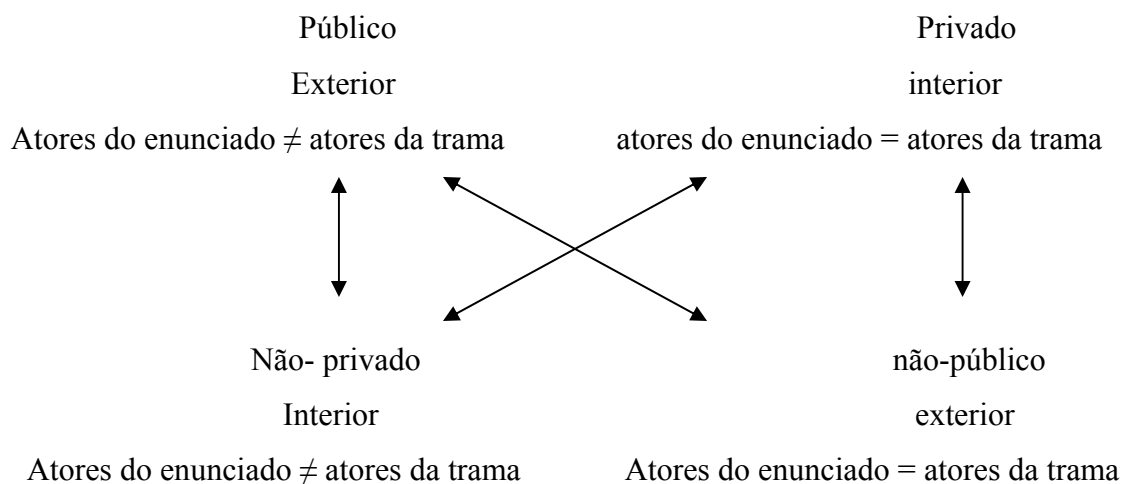 Público
Privado
Exterior
interior
Atores do enunciado ≠ atores da trama
atores do enunciado = atores da trama
Não- privado
não-público
Interior
exterior
Atores do enunciado ≠ atores da trama
Atores do enunciado = atores da trama